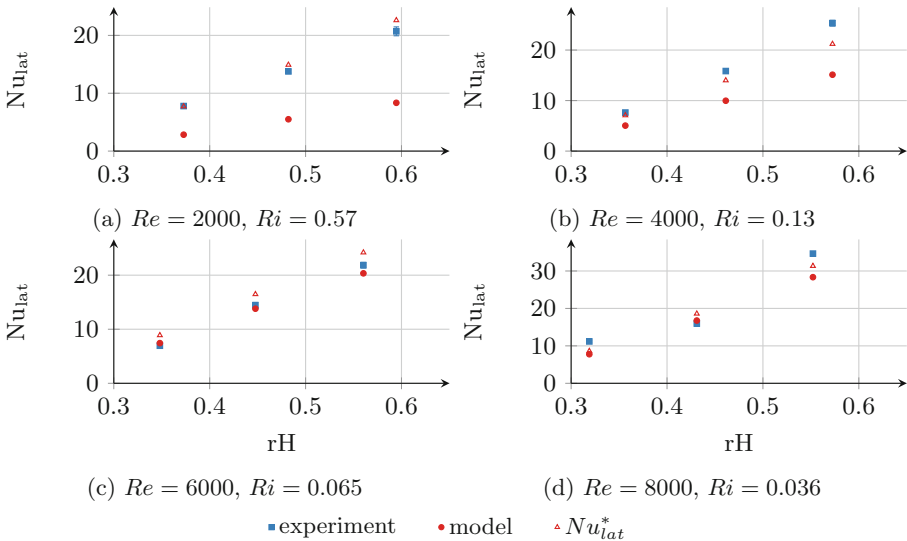 Nu_lat
20
10
0
0.3 0.4 0.5 0.6
(a) Re = 2000, Ri = 0.57
Nu_lat
20
10
0
0.3 0.4 0.5 0.6
(b) Re = 4000, Ri = 0.13
Nu_lat
20
10
0
0.3 0.4 0.5 0.6
rH
(c) Re = 6000, Ri = 0.065
Nu_lat
30
20
10
0
0.3 0.4 0.5 0.6
rH
(d) Re = 8000, Ri = 0.036
experiment model Nu*_lat